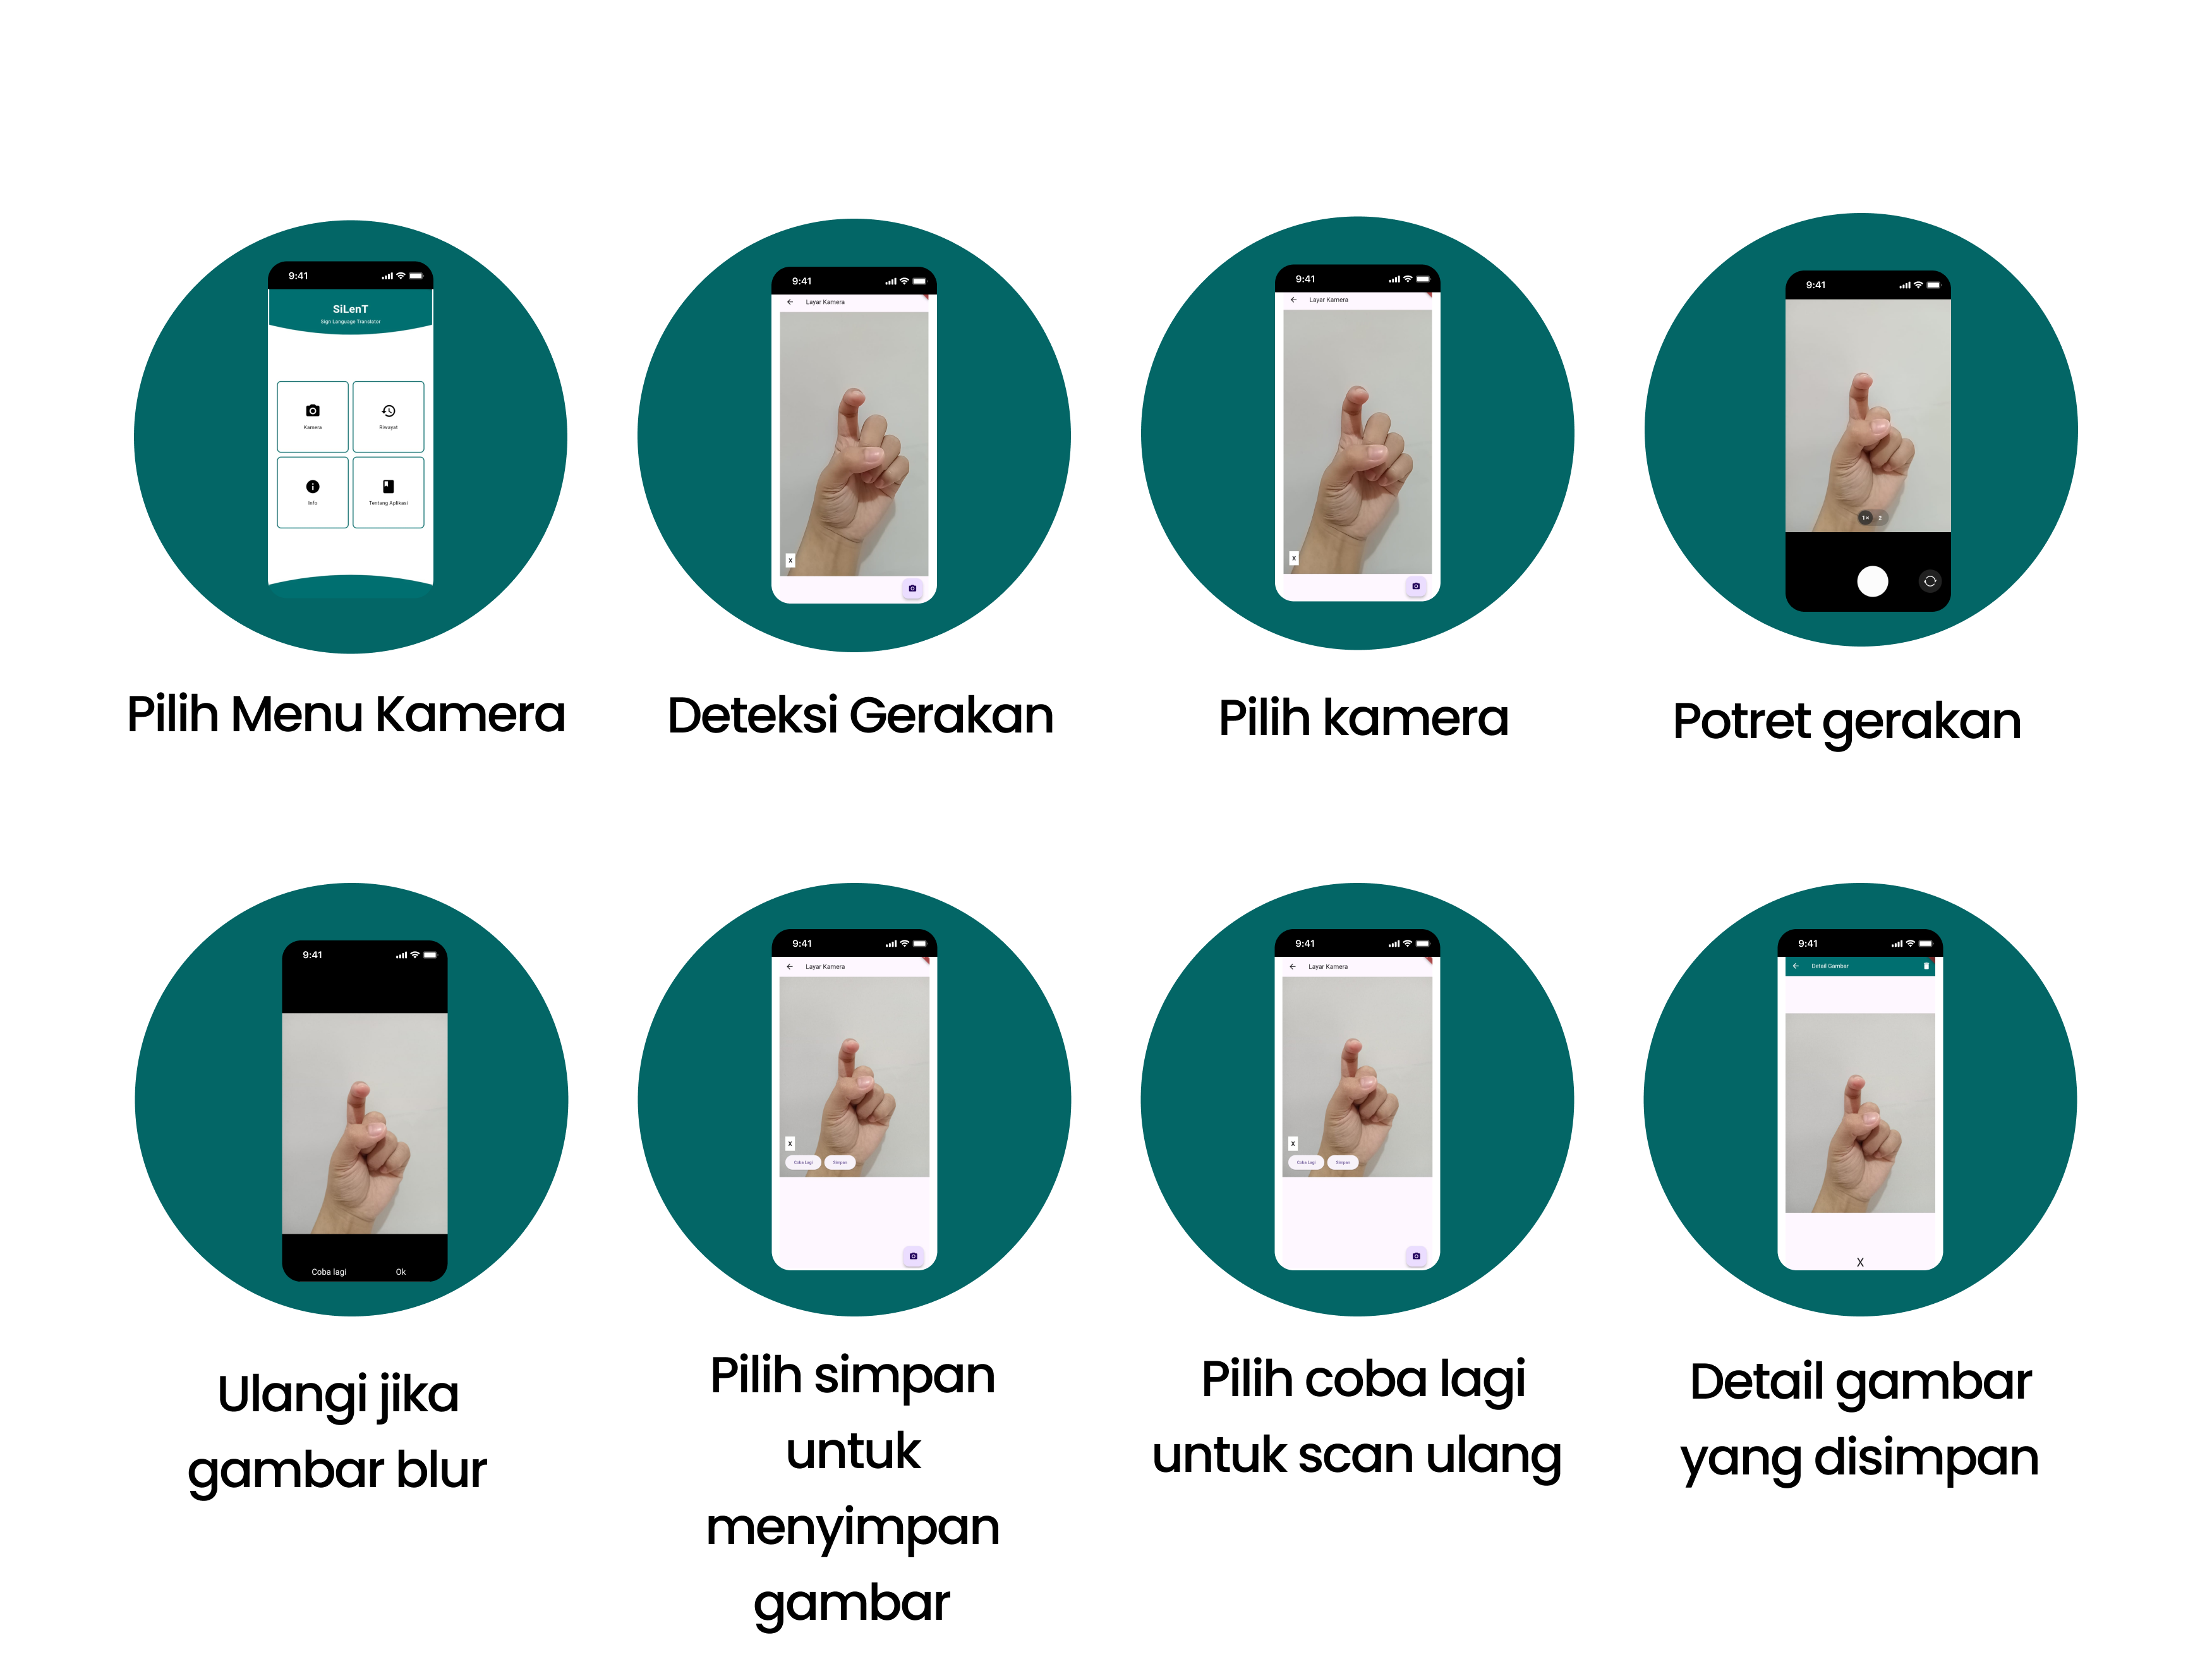 9:41
SiLenT
Sign Language Translator
Kamera
Riwayat
Info
Tentang Aplikasi
Pilih Menu Kamera
9:41
Layar Kamera
X
Deteksi Gerakan
9:41
Layar Kamera
X
Pilih kamera
9:41
1×
2
Potret gerakan
9:41
Coba lagi
Ok
Ulangi jika
gambar blur
9:41
Layar Kamera
X
Coba Lagi
Simpan
Pilih simpan
untuk
menyimpan
gambar
9:41
Layar Kamera
X
Coba Lagi
Simpan
Pilih coba lagi
untuk scan ulang
9:41
Detail Gambar
X
Detail gambar
yang disimpan